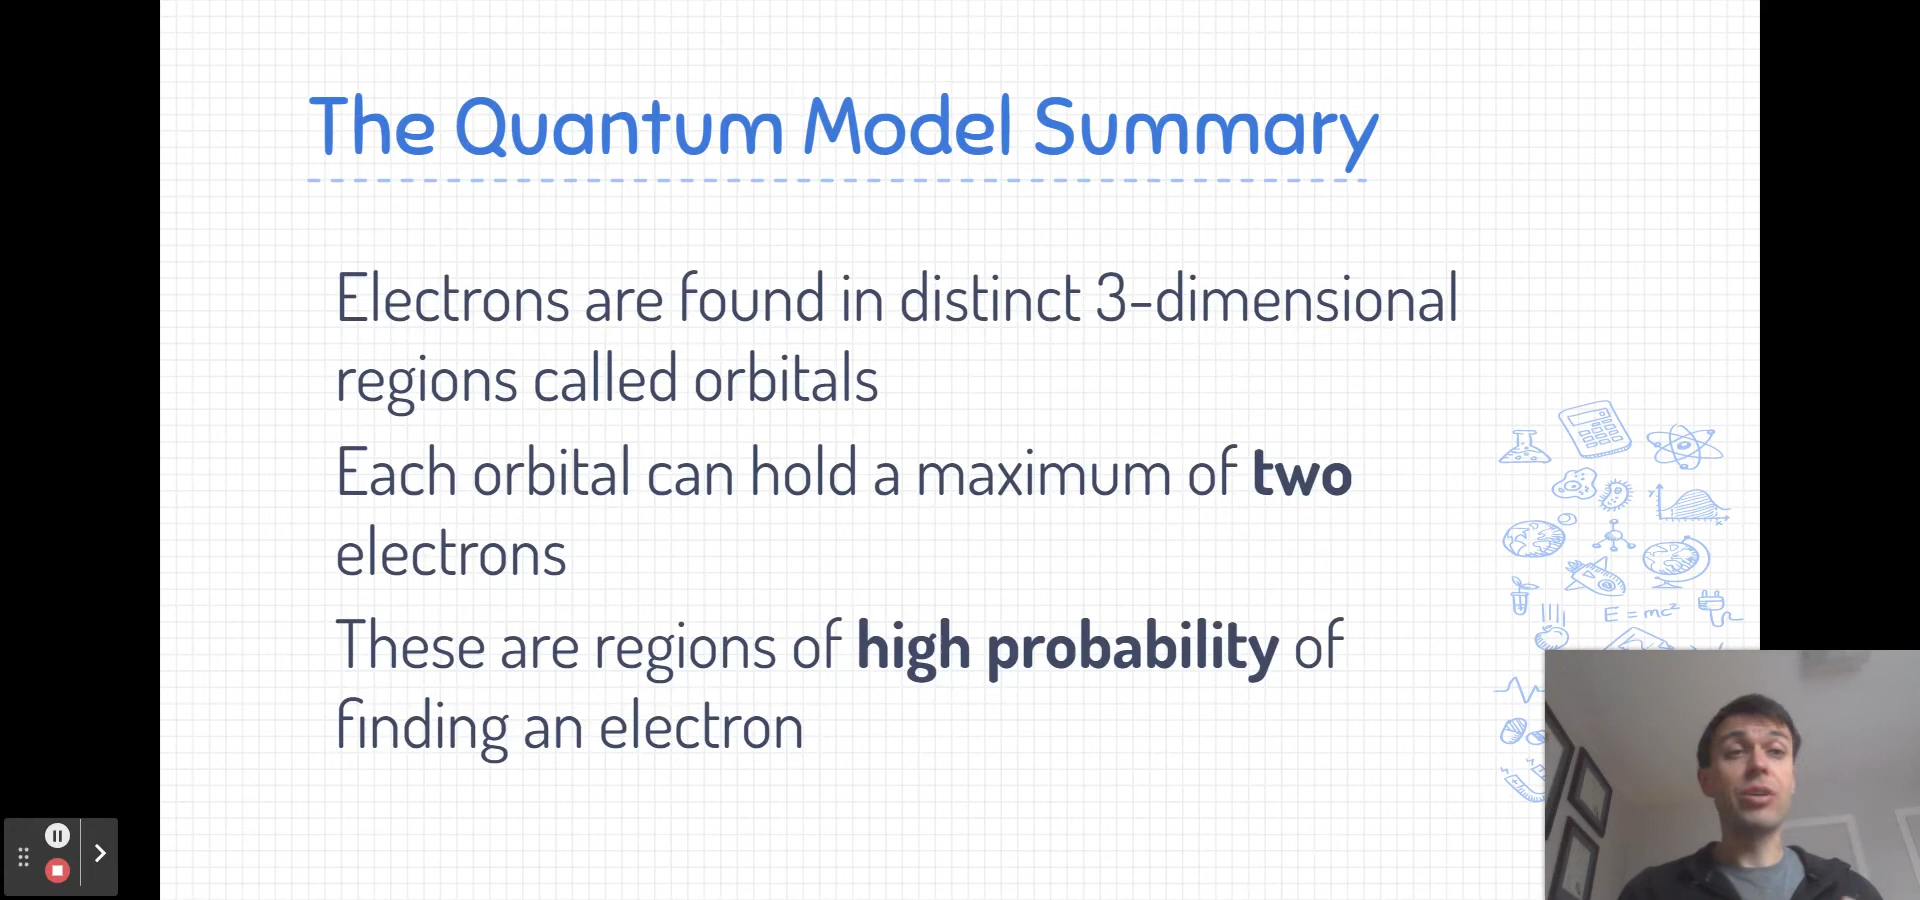 The Quantum Model Summary
Electrons are found in distinct 3-dimensional
regions called orbitals
Each orbital can hold a maximum of two
electrons
These are regions of high probability of
finding an electron
E = mc²